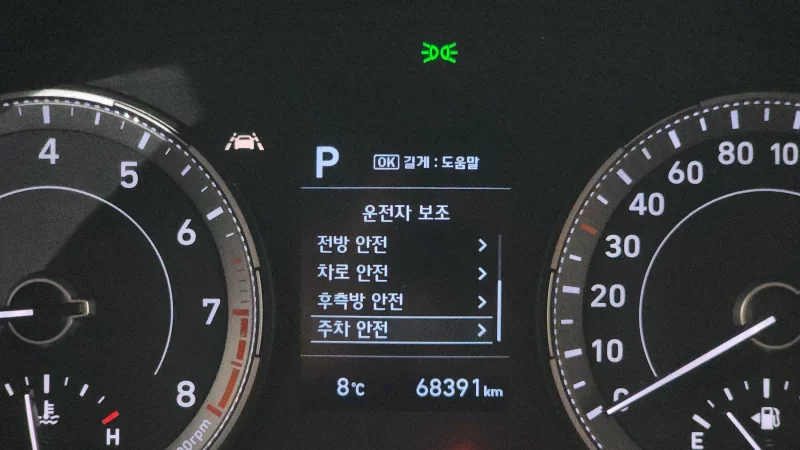 4
5
6
7
8
H
P
OK 길게 : 도움말
운전자 보조
전방 안전
차로 안전
후측방 안전
주차 안전
8℃ 68391km
0
10
20
30
40
60
80
E